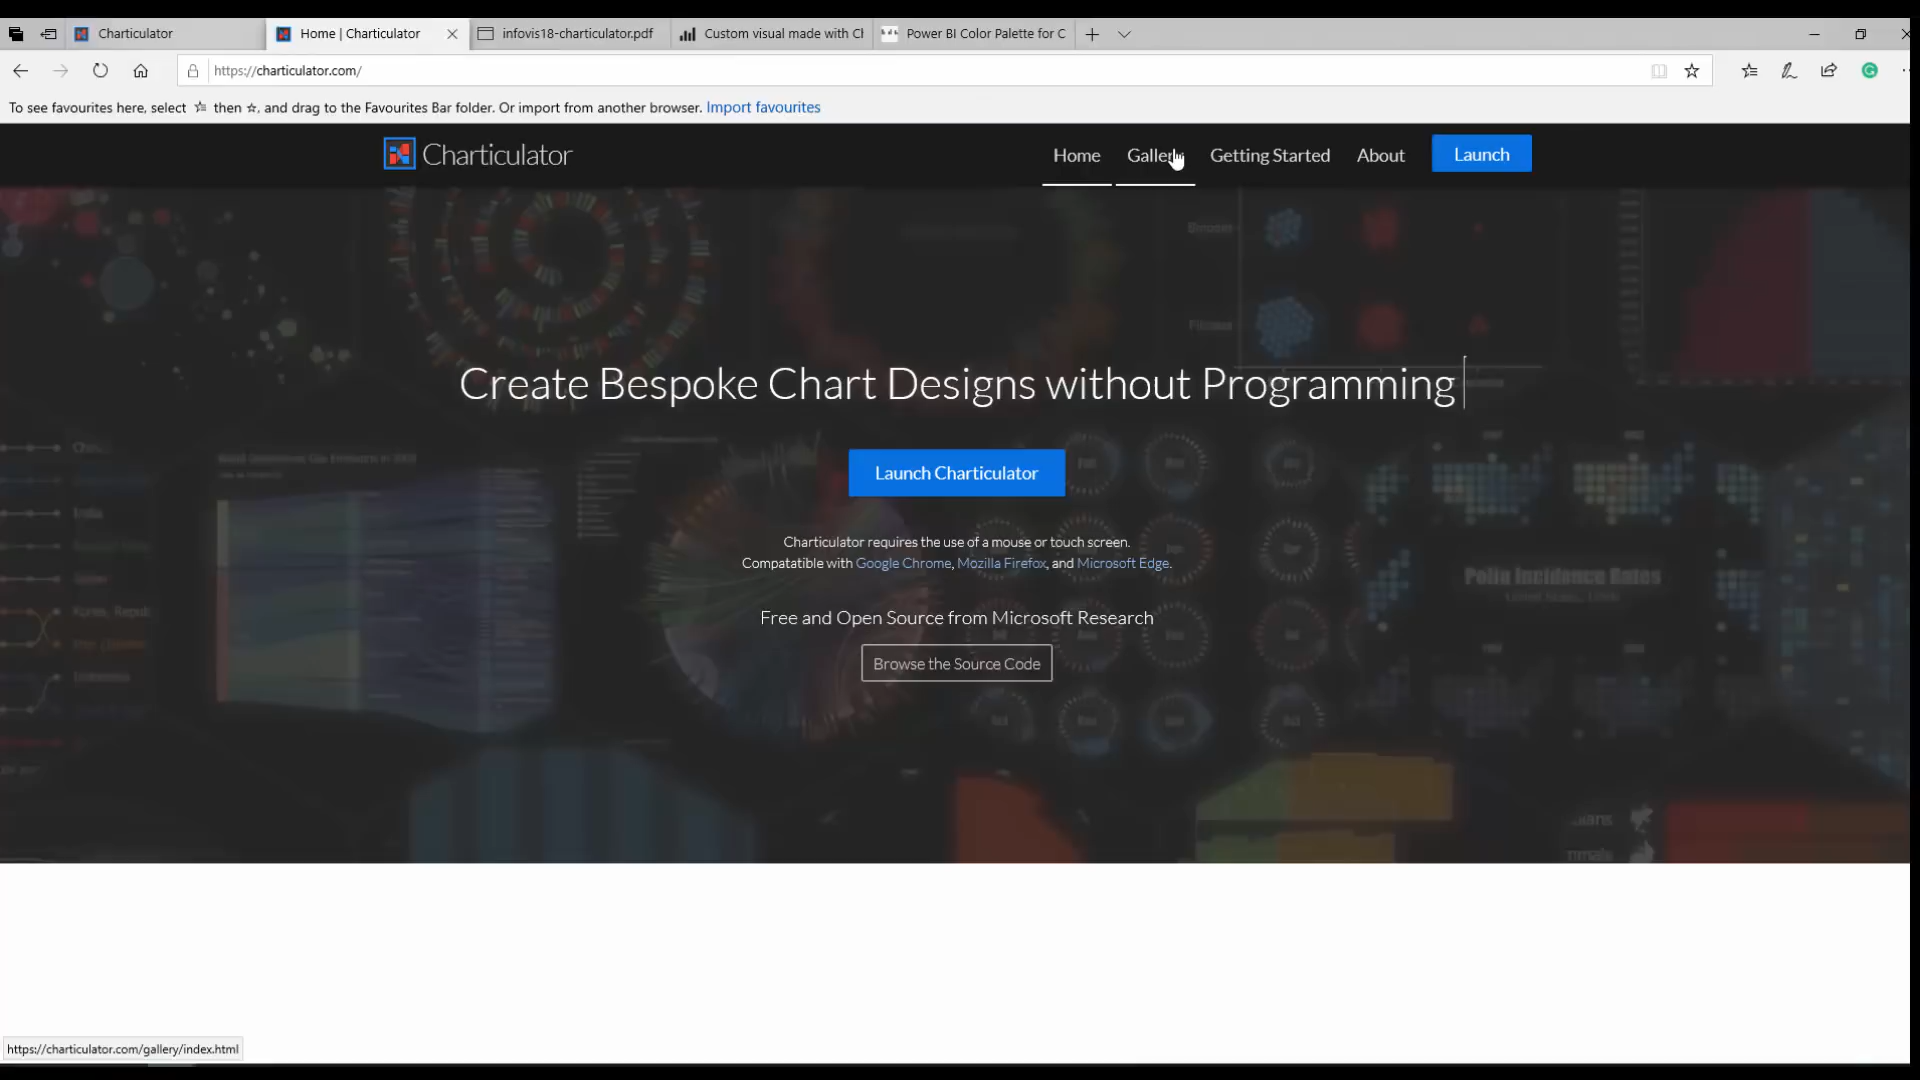 Charticulator
Home | Charticulator
infovis18-charticulator.pdf
Custom visual made with Cl
Power BI Color Palette for C
https://charticulator.com/
To see favourites here, select then ☆, and drag to the Favourites Bar folder. Or import from another browser. Import favourites
Charticulator
Home
Gallery
Getting Started
About
Launch
Create Bespoke Chart Designs without Programming
Launch Charticulator
Charticulator requires the use of a mouse or touch screen.
Compatatible with Google Chrome, Mozilla Firefox, and Microsoft Edge.
Free and Open Source from Microsoft Research
Browse the Source Code
Fitness
India
Polio Incidence Rates
https://charticulator.com/gallery/index.html